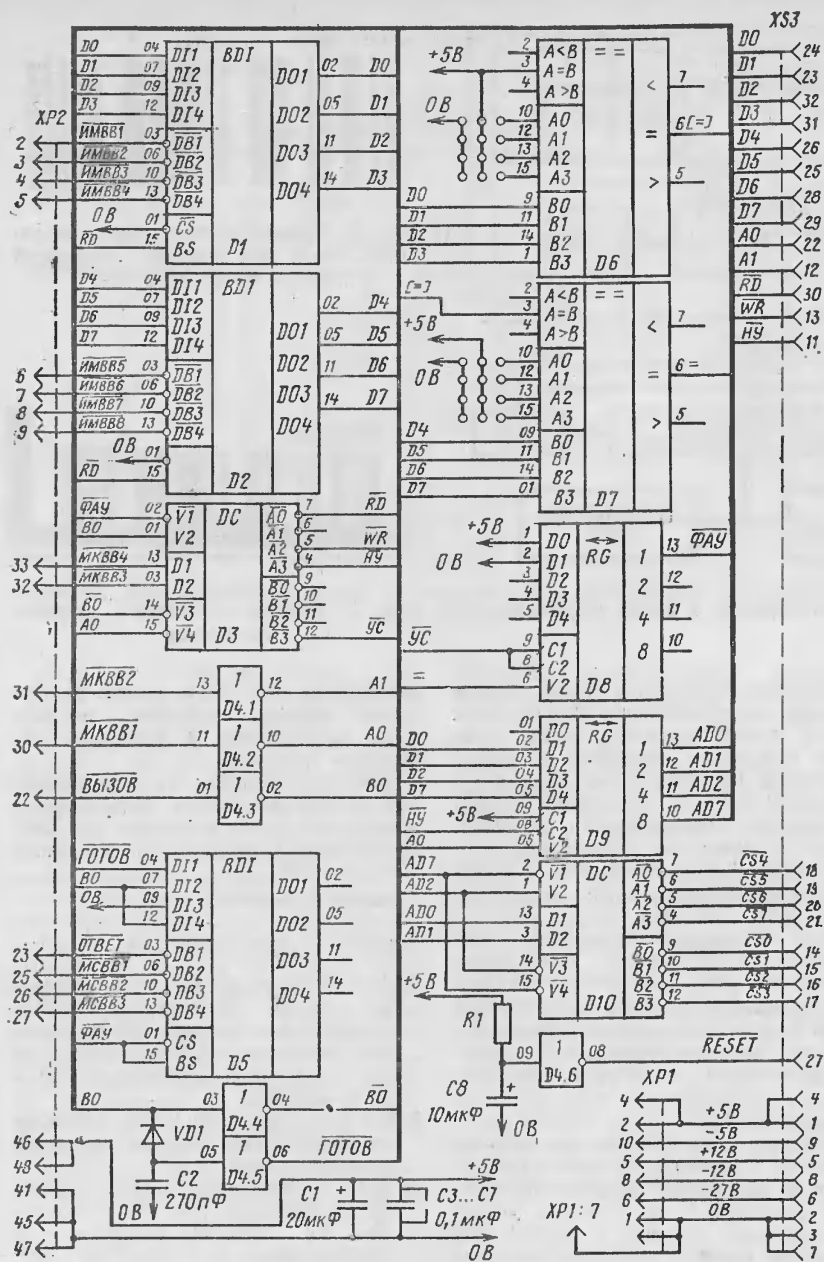 XS3
XP2
D0 04 DI1 BDI
D1 07 DI2 DO1 02 D0
D2 09 DI3
D3 12 DI4 DO2 05 D1
2 ИМВВ1 03 DB1 DO3 11 D2
3 ИМВВ2 06 DB2
4 ИМВВ3 10 DB3 DO4 14 D3
5 ИМВВ4 13 DB4
0В 01 CS
RD 15 BS D1
D4 04 DI1 BDI
D5 07 DI2 02 D4
D6 09 DI3 DO1 05 D5
D7 12 DI4 DO2 11 D6
6 ИМВВ5 03 DB1 DO3 14 D7
7 ИМВВ6 06 DB2 DO4
8 ИМВВ7 10 DB3
9 ИМВВ8 13 DB4
0В 01
RD 15 D2
ФАУ 02 V1 DC A0 7 RD
В0 01 V2 A1 6
33 МКВВ4 13 D1 A2 5 WR
32 МКВВ3 03 D2 A3 4 НУ
B0 9
В0 14 V3 B1 10
A0 15 V4 D3 B2 11
B3 12 УС
31 МКВВ2 13 1 12 A1
D4.1
30 МКВВ1 11 1 10 A0
D4.2
22 ВЫЗОВ 01 1 02 В0
D4.3
ГОТОВ 04 DI1 BDI 02
В0 07 DI2 DO1
0В 09 DI3 DO2 05
12 DI4
23 ОТВЕТ 03 DB1 DO3 11
25 МСВВ1 06 DB2
26 МСВВ2 10 DB3 DO4 14
27 МСВВ3 13 DB4
ФАУ 01 CS
15 BS D5
В0 03 1 04 В0
D4.4
VD1 05 1 06 ГОТОВ
D4.5
46
48
41
45
47
C2
270пФ
0В
C1
20мкФ
C3...C7
0,1мкФ
+5В
0В
+5В 2 A<B ==
3 A=B < 7
4 A>B
0В 10 A0
12 A1 = 6 [=]
13 A2
15 A3 > 5
D0 9 B0
D1 11 B1
D2 14 B2
D3 1 B3 D6
[=] 2 A<B ==
3 A=B < 7
+5В 4 A>B
10 A0
0В 12 A1 = 6 =
13 A2
15 A3 > 5
D4 09 B0
D5 11 B1
D6 14 B2
D7 01 B3 D7
+5В 1 D0 RG 1 13 ФАУ
0В 2 D1
3 D2 2 12
4 D3
5 D4 4 11
8 10
УС 9 C1
8 C2
= 6 V2 D8
01 D0 RG
D0 02 D1 1 13 AD0
D1 03 D2 2 12 AD1
D2 04 D3
D7 05 D4 4 11 AD2
+5В 09 C1 8 10 AD7
НУ 08 C2 D9
A0 05 V2
AD7 2 V1 DC A0 7 CS4 18
AD2 1 V2 A1 6 CS5 19
A2 5 CS6 20
AD0 13 D1 A3 4 CS7 21
AD1 3 D2
B0 9 CS0 14
14 V3 B1 10 CS1 15
15 V4 B2 11 CS2 16
D10 B3 12 CS3 17
+5В
R1
09 1 08 RESET 27
D4.6
C8
10мкФ
0В
D0 24
D1 23
D2 32
D3 31
D4 26
D5 25
D6 28
D7 29
A0 22
A1 12
RD 30
WR 13
НУ 11
XP1
4 4
2 +5В 1
10 -5В 9
5 +12В 5
8 -12В 8
6 -27В 6
1 0В 2
3
7
XP1:7